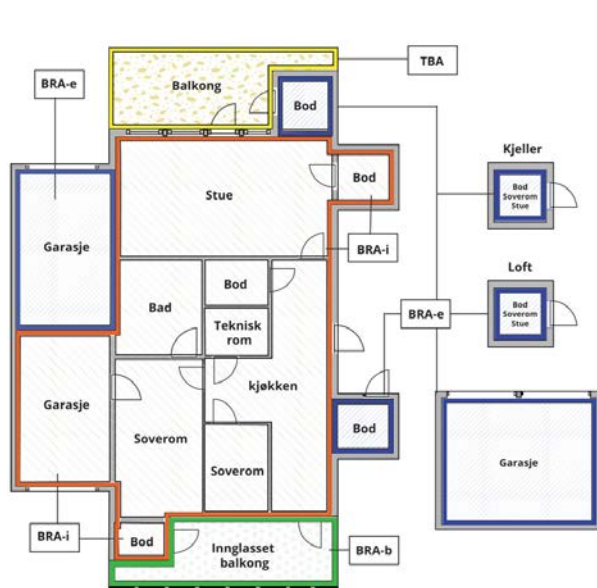 TBA
BRA-e
Balkong
Bod
Kjeller
Bod
Soverom
Stue
Stue
Bod
Garasje
BRA-i
Loft
Bod
Soverom
Stue
Bad
Bod
Teknisk
rom
BRA-e
kjøkken
Garasje
Soverom
Bod
Soverom
Garasje
BRA-i
Bod
Innglasset
balkong
BRA-b